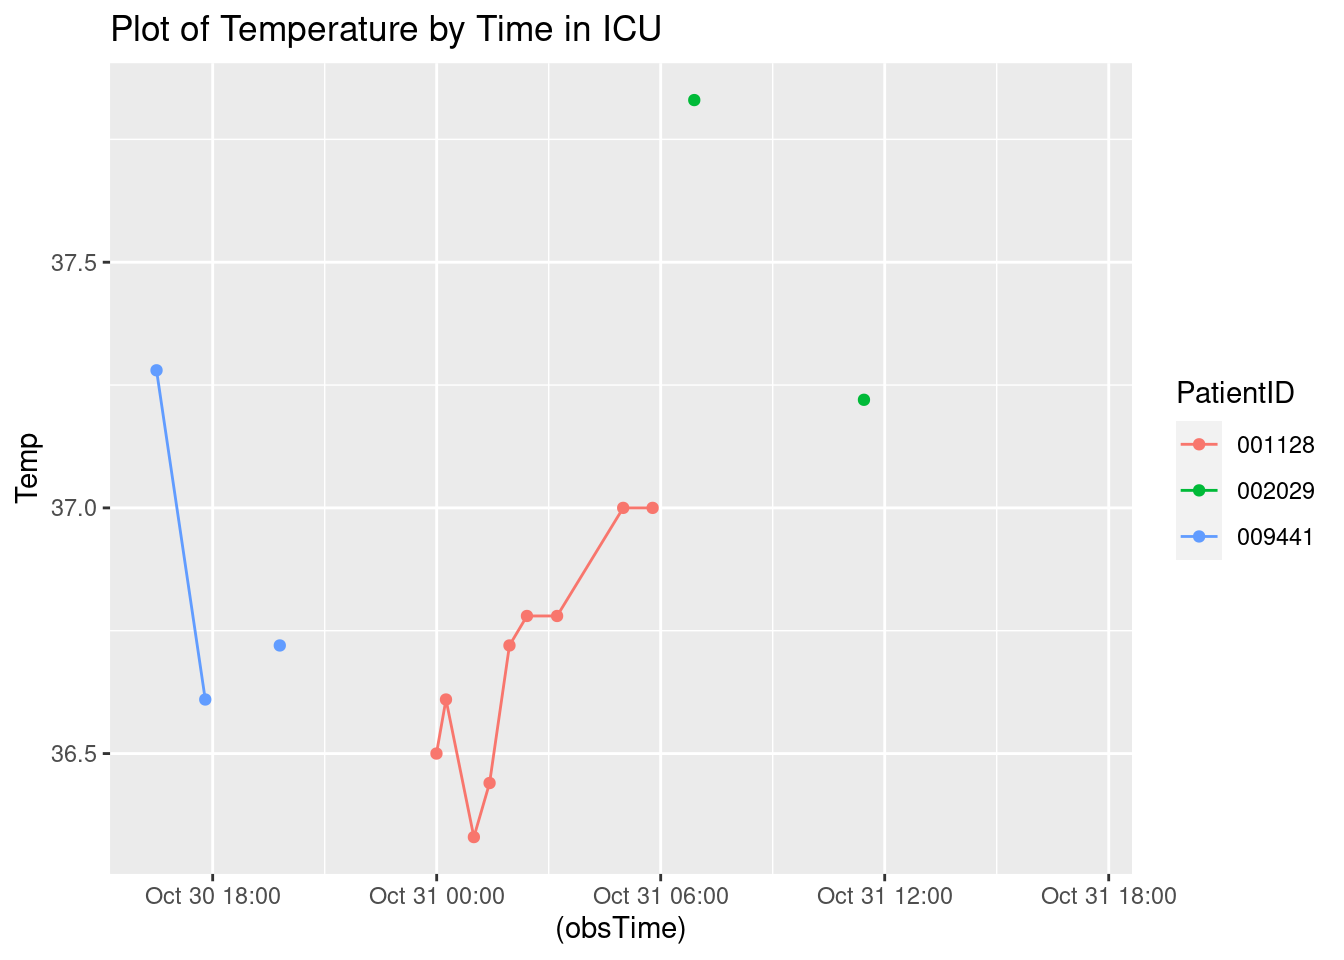 Plot of Temperature by Time in ICU
37.5
37.0
36.5
Temp
Oct 30 18:00 Oct 31 00:00 Oct 31 06:00 Oct 31 12:00 Oct 31 18:00
(obsTime)
PatientID
001128
002029
009441